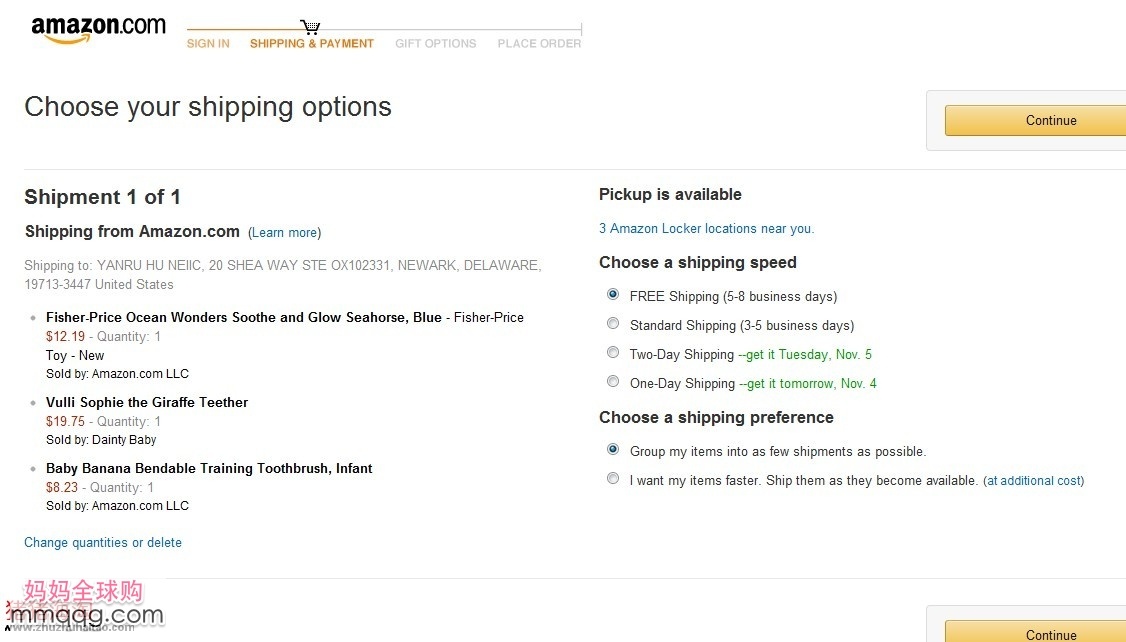 amazon.com
SIGN IN SHIPPING & PAYMENT GIFT OPTIONS PLACE ORDER
Choose your shipping options
Continue
Shipment 1 of 1
Shipping from Amazon.com (Learn more)
Shipping to: YANRU HU NEIIC, 20 SHEA WAY STE OX102331, NEWARK, DELAWARE,
19713-3447 United States
Fisher-Price Ocean Wonders Soothe and Glow Seahorse, Blue - Fisher-Price
$12.19 - Quantity: 1
Toy - New
Sold by: Amazon.com LLC
Vulli Sophie the Giraffe Teether
$19.75 - Quantity: 1
Sold by: Dainty Baby
Baby Banana Bendable Training Toothbrush, Infant
$8.23 - Quantity: 1
Sold by: Amazon.com LLC
Change quantities or delete
Pickup is available
3 Amazon Locker locations near you.
Choose a shipping speed
FREE Shipping (5-8 business days)
Standard Shipping (3-5 business days)
Two-Day Shipping --get it Tuesday, Nov. 5
One-Day Shipping --get it tomorrow, Nov. 4
Choose a shipping preference
Group my items into as few shipments as possible.
I want my items faster. Ship them as they become available. (at additional cost)
妈妈全球购
mmqqg.com
www.zhuzhuhaitao.com
Continue